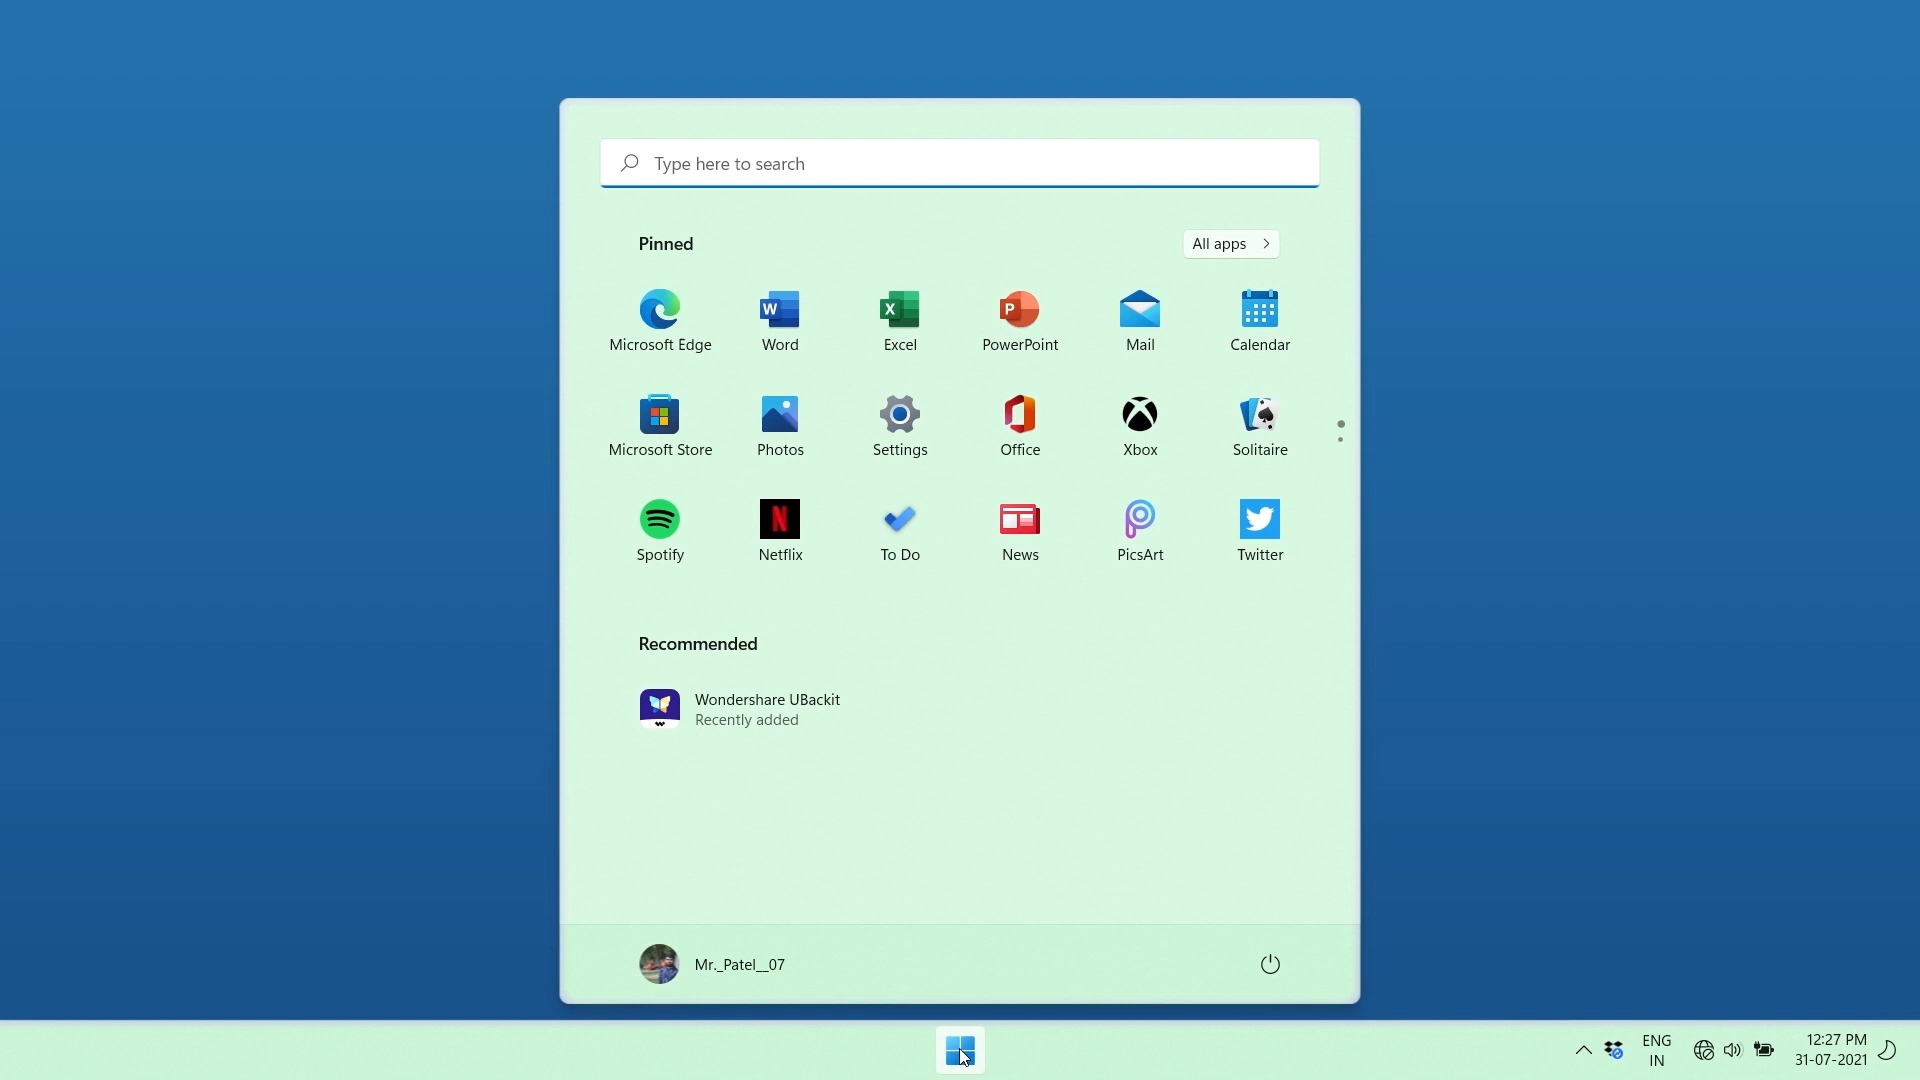 Type here to search
Pinned
All apps
Microsoft Edge
Word
Excel
PowerPoint
Mail
Calendar
Microsoft Store
Photos
Settings
Office
Xbox
Solitaire
Spotify
Netflix
To Do
News
PicsArt
Twitter
Recommended
Wondershare UBackit
Recently added
Mr._Patel__07
ENG
IN
12:27 PM
31-07-2021